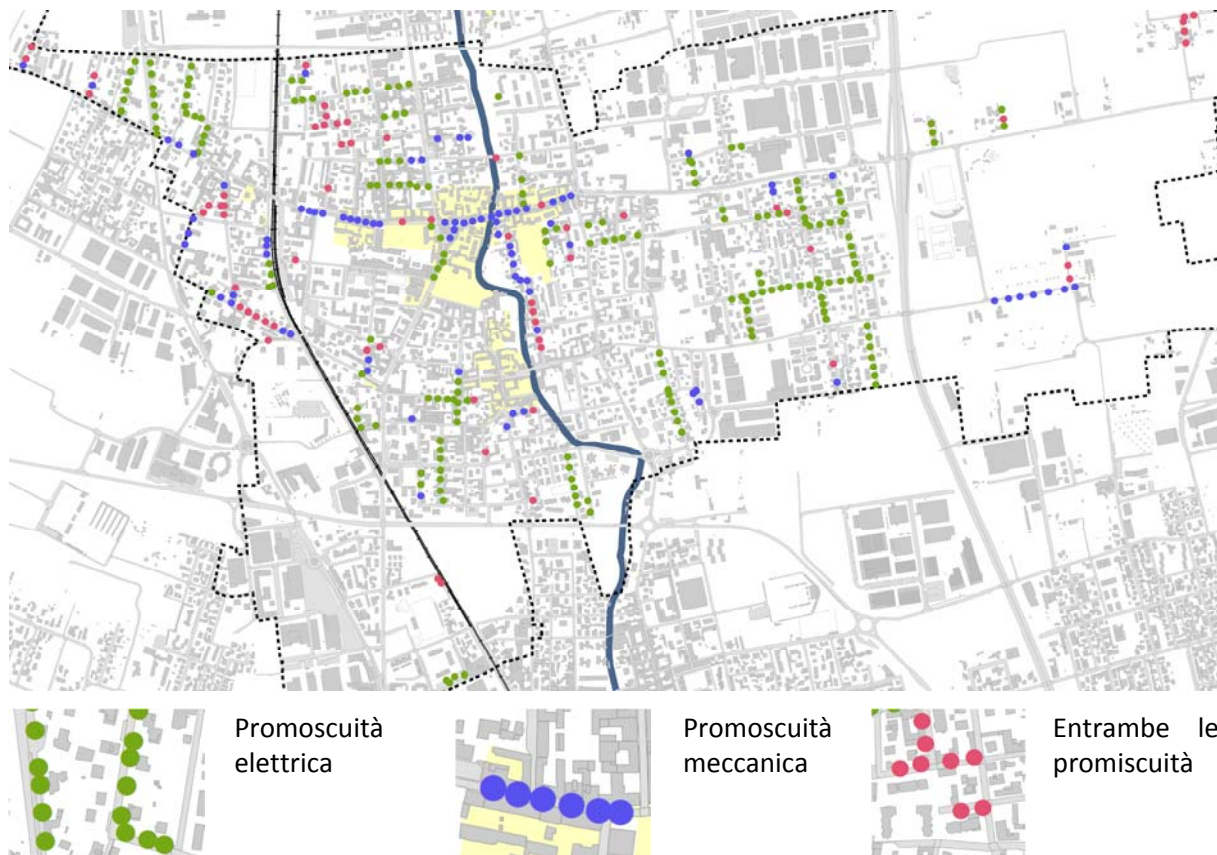 Promoscuità
elettrica
Promoscuità
meccanica
Entrambe le
promiscuità